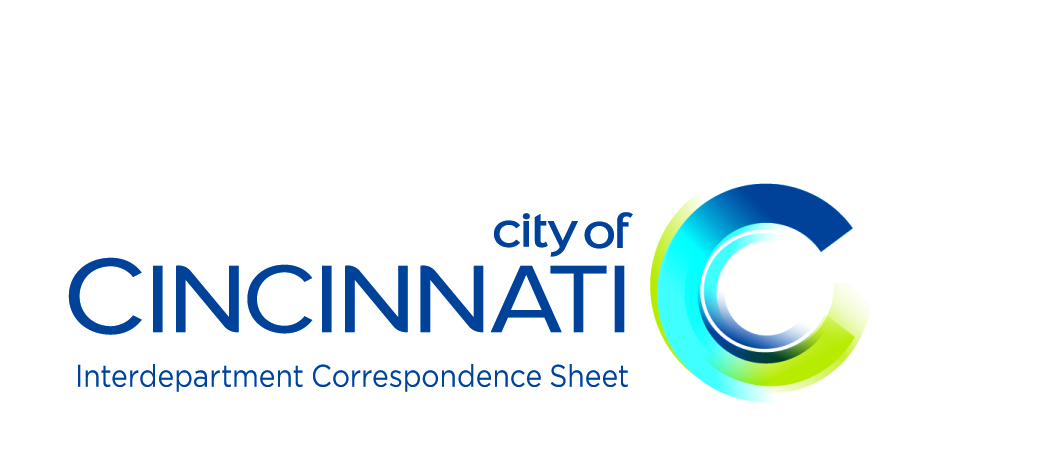 city of
CINCINNATI
Interdepartment Correspondence Sheet